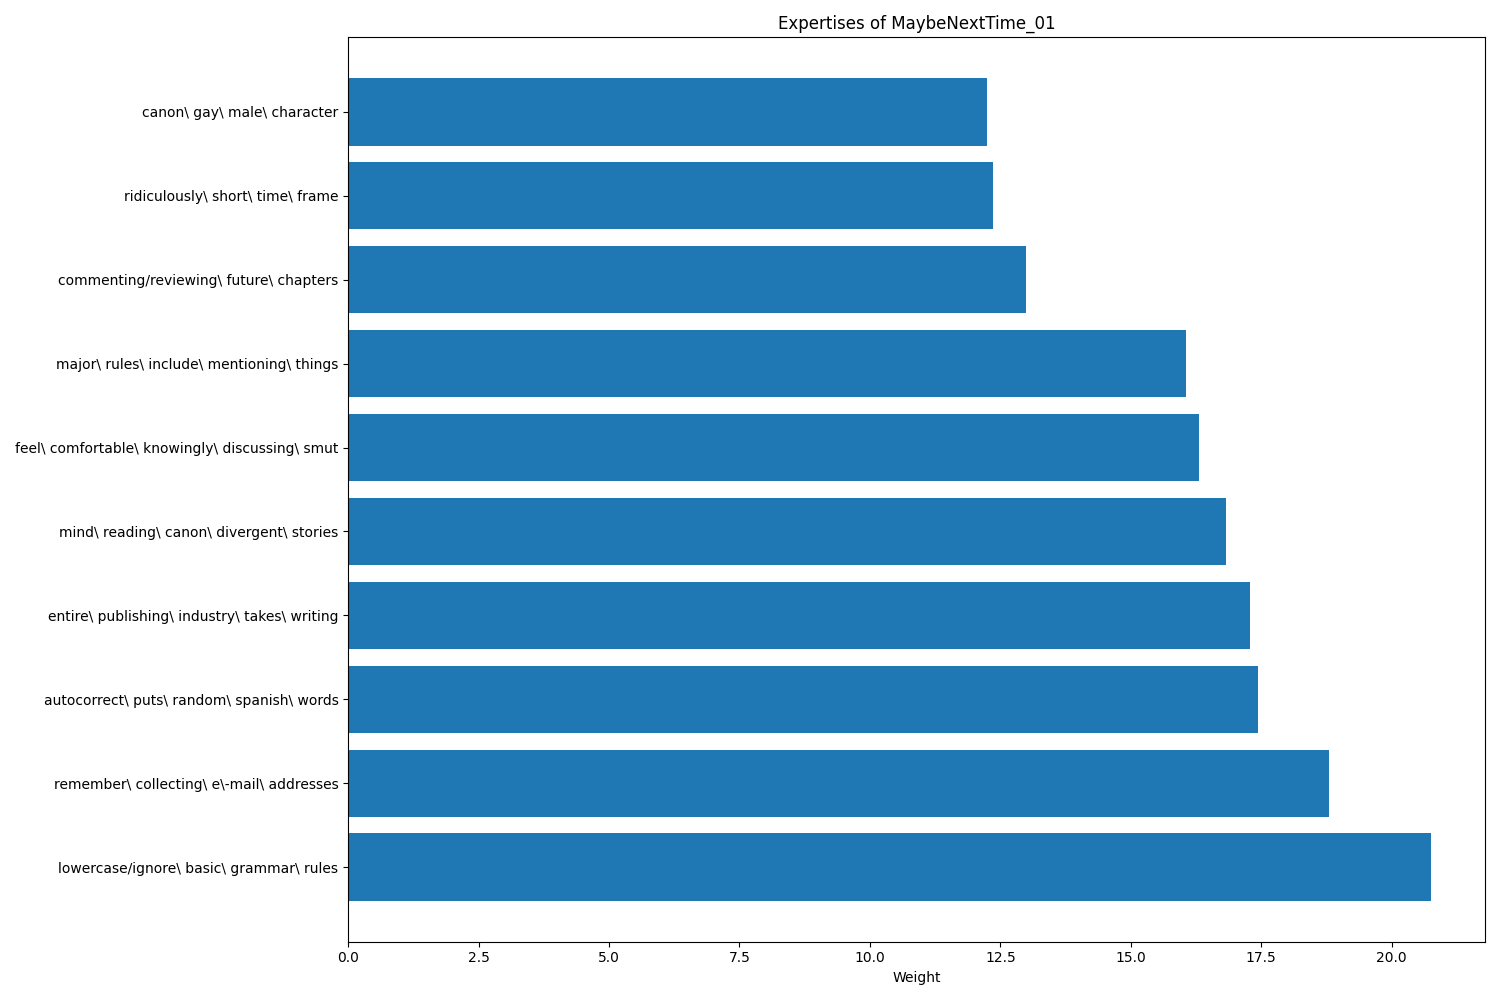 Expertises of MaybeNextTime_01
canon\ gay\ male\ character
ridiculously\ short\ time\ frame
commenting/reviewing\ future\ chapters
major\ rules\ include\ mentioning\ things
feel\ comfortable\ knowingly\ discussing\ smut
mind\ reading\ canon\ divergent\ stories
entire\ publishing\ industry\ takes\ writing
autocorrect\ puts\ random\ spanish\ words
remember\ collecting\ e\-mail\ addresses
lowercase/ignore\ basic\ grammar\ rules
0.0 2.5 5.0 7.5 10.0 12.5 15.0 17.5 20.0
Weight